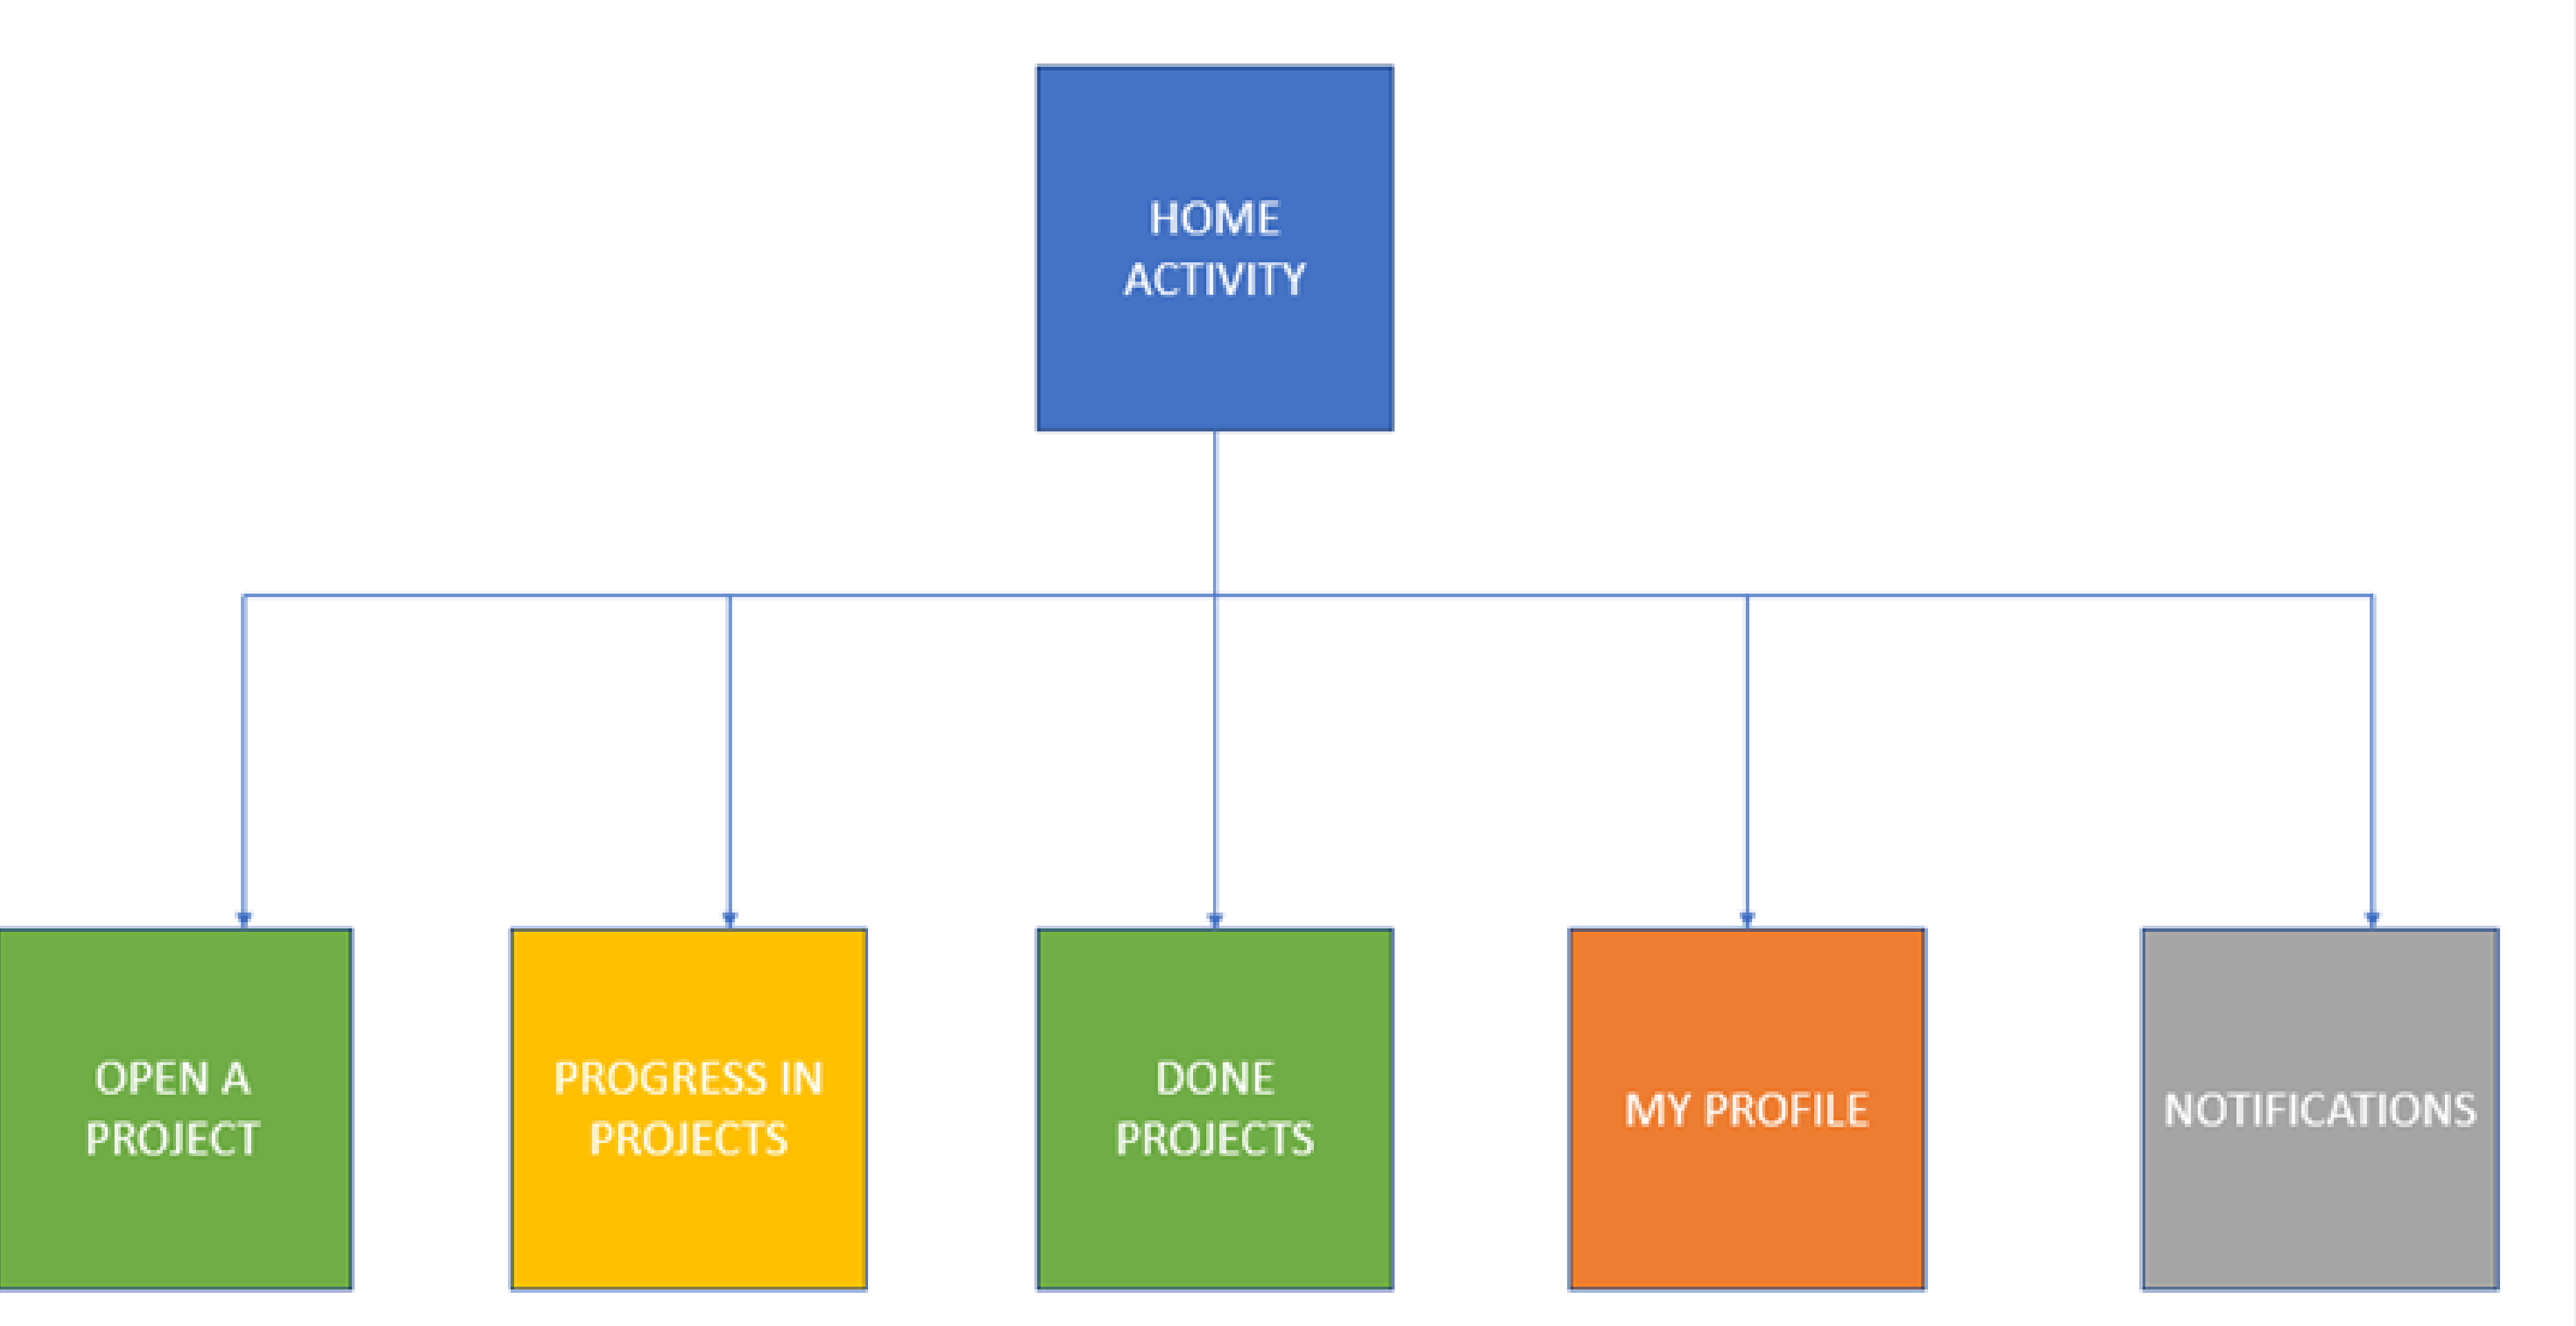 HOME
ACTIVITY
OPEN A
PROJECT
PROGRESS IN
PROJECTS
DONE
PROJECTS
MY PROFILE
NOTIFICATIONS